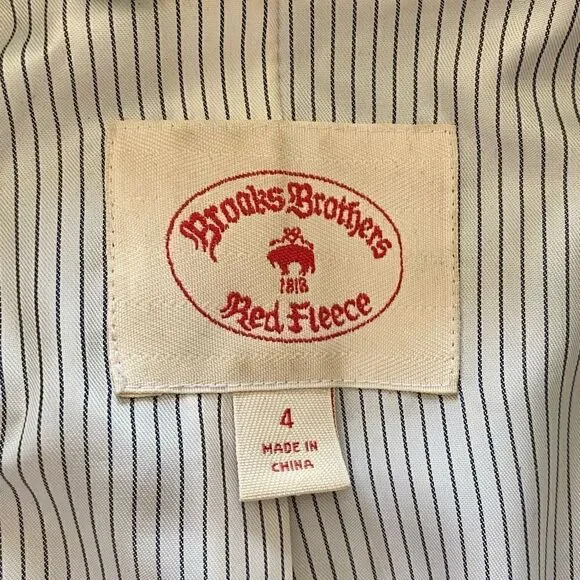 Brooks Brothers
1818
Red Fleece
4
MADE IN
CHINA